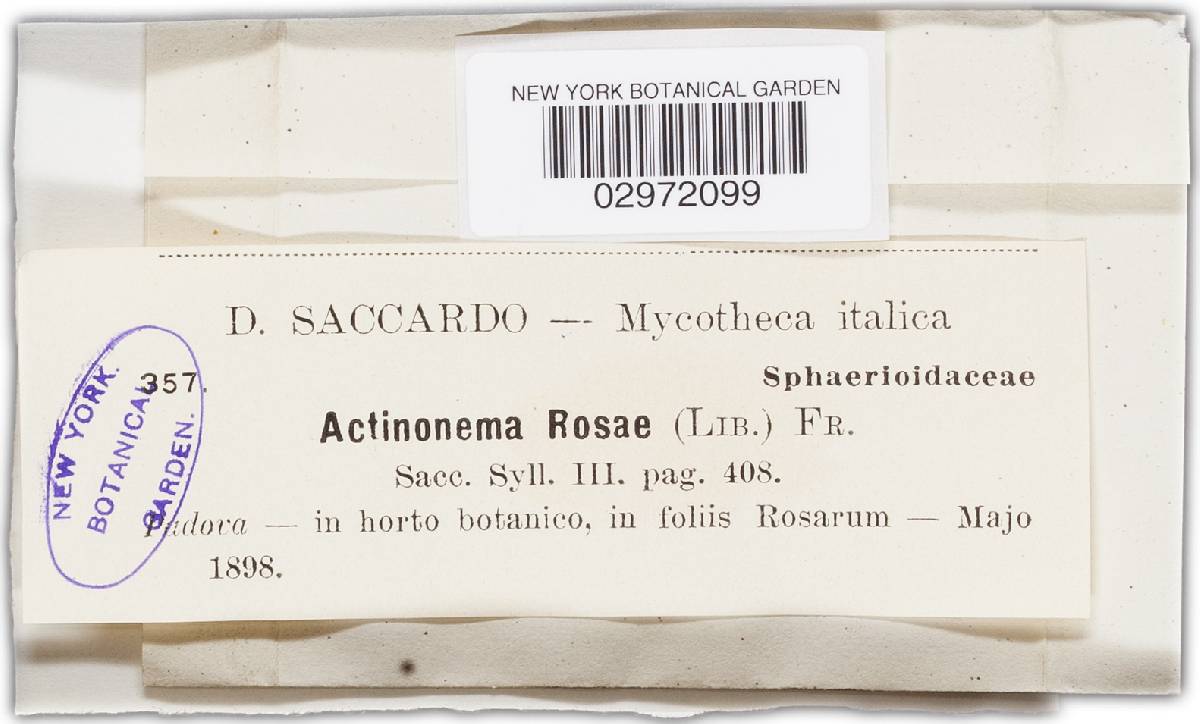 NEW YORK BOTANICAL GARDEN
02972099
D. SACCARDO — Mycotheca italica
357.
Sphaerioidaceae
Actinonema Rosae (LIB.) FR.
Sacc. Syll. III. pag. 408.
Padova — in horto botanico, in foliis Rosarum — Majo
1898.
NEW YORK.
BOTANICAL
GARDEN.